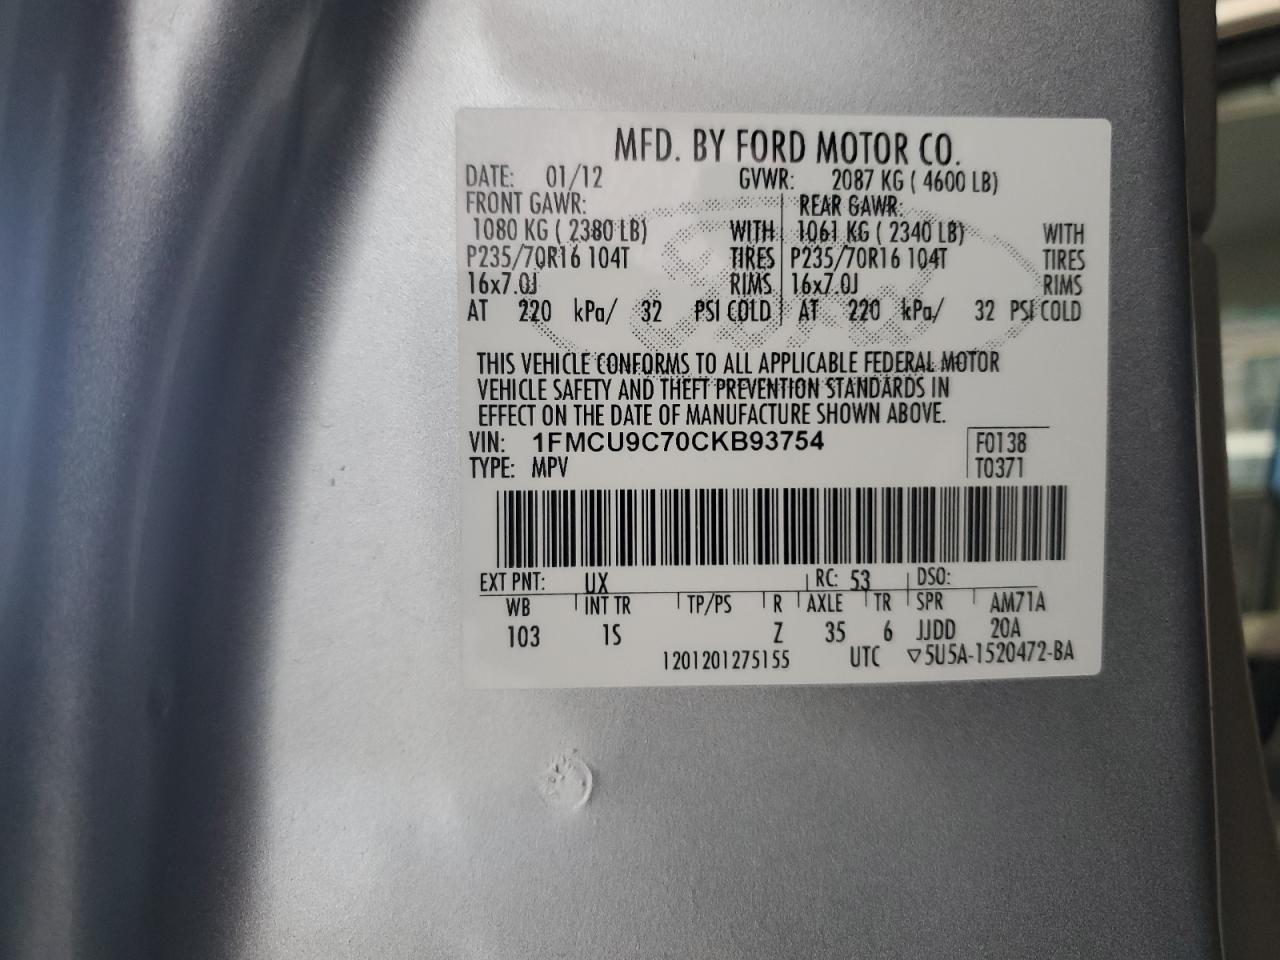 MFD. BY FORD MOTOR CO.
DATE: 01/12 GVWR: 2087 KG ( 4600 LB)
FRONT GAWR: REAR GAWR:
1080 KG ( 2380 LB) WITH 1061 KG ( 2340 LB) WITH
P235/70R16 104T TIRES P235/70R16 104T TIRES
16x7.0J RIMS 16x7.0J RIMS
AT 220 kPa/ 32 PSI COLD AT 220 kPa/ 32 PSI COLD
THIS VEHICLE CONFORMS TO ALL APPLICABLE FEDERAL MOTOR
VEHICLE SAFETY AND THEFT PREVENTION STANDARDS IN
EFFECT ON THE DATE OF MANUFACTURE SHOWN ABOVE.
VIN: 1FMCU9C70CKB93754 F0138
TYPE: MPV T0371
EXT PNT: UX RC: 53 DSO:
WB INT TR TP/PS R AXLE TR SPR AM71A
103 1S Z 35 6 JJDD 20A
1201201275155 UTC ▽5U5A-1520472-BA